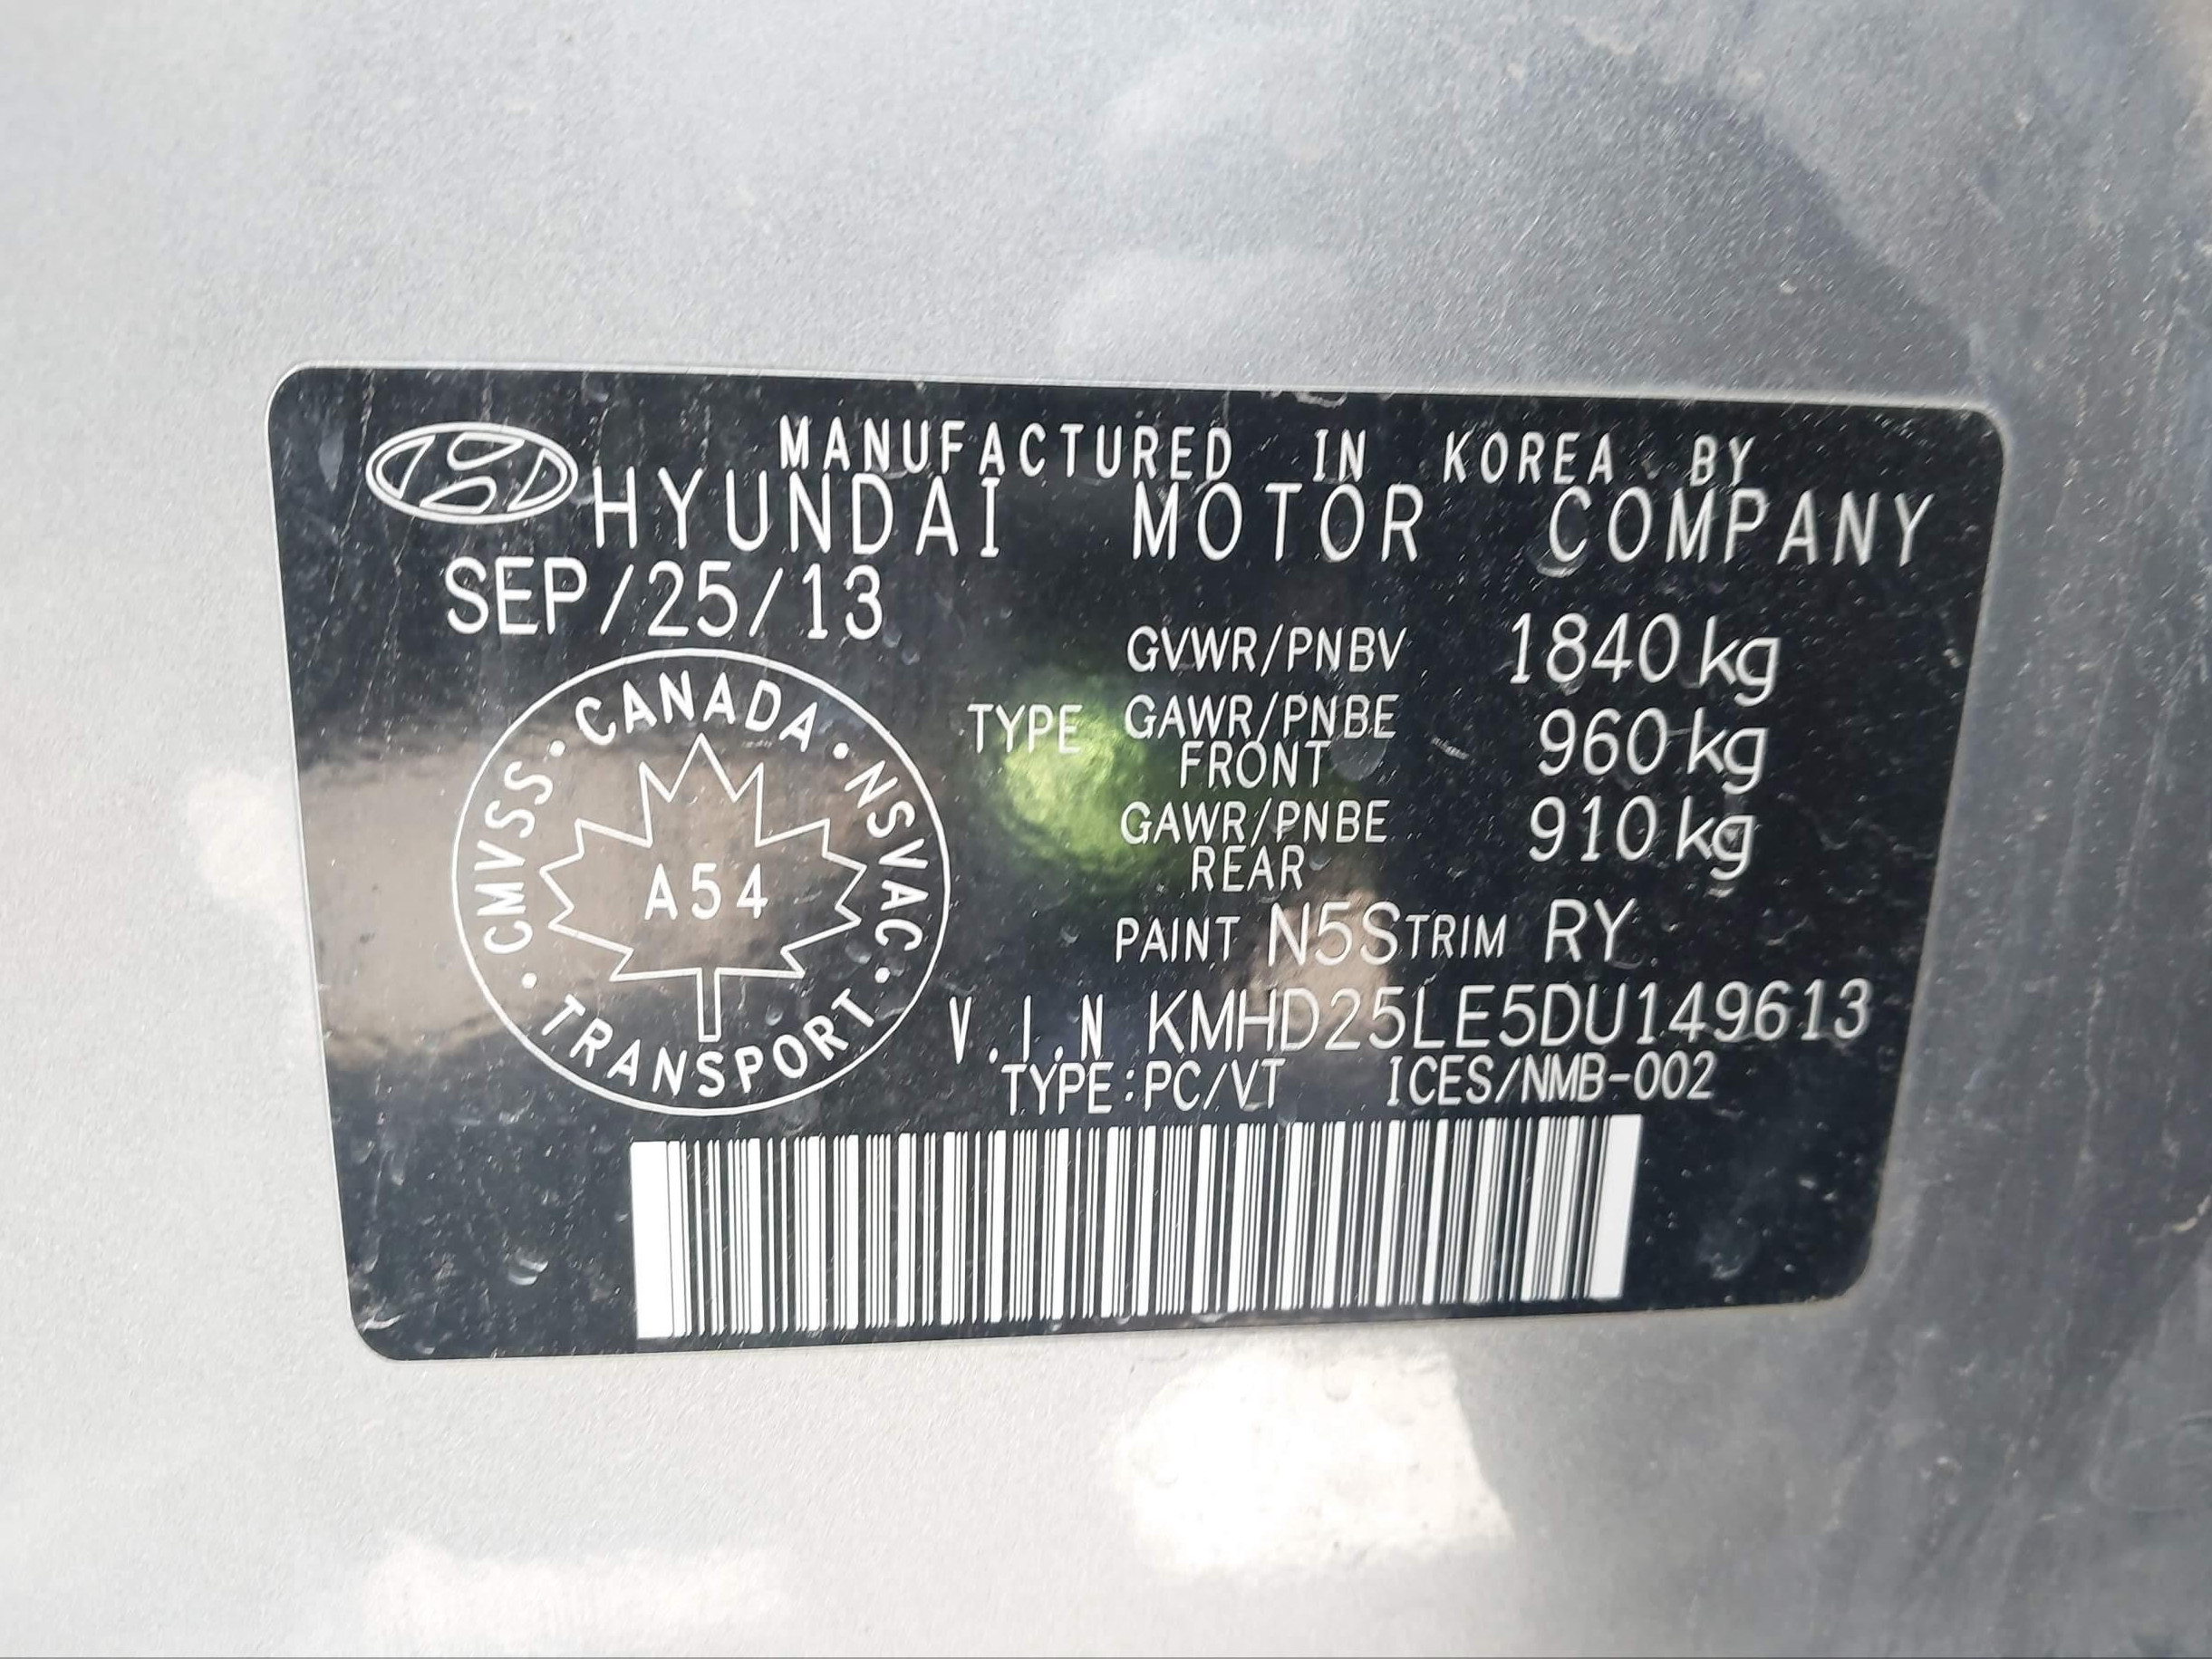 MANUFACTURED IN KOREA BY
HYUNDAI MOTOR COMPANY
SEP/25/13
GVWR/PNBV 1840 kg
TYPE GAWR/PNBE FRONT 960 kg
GAWR/PNBE REAR 910 kg
PAINT N5S TRIM RY
V.I.N KMHD25LE5DU149613
TYPE:PC/VT ICES/NMB-002
CANADA · NSVAC · TRANSPORT · CMVSS ·
A54